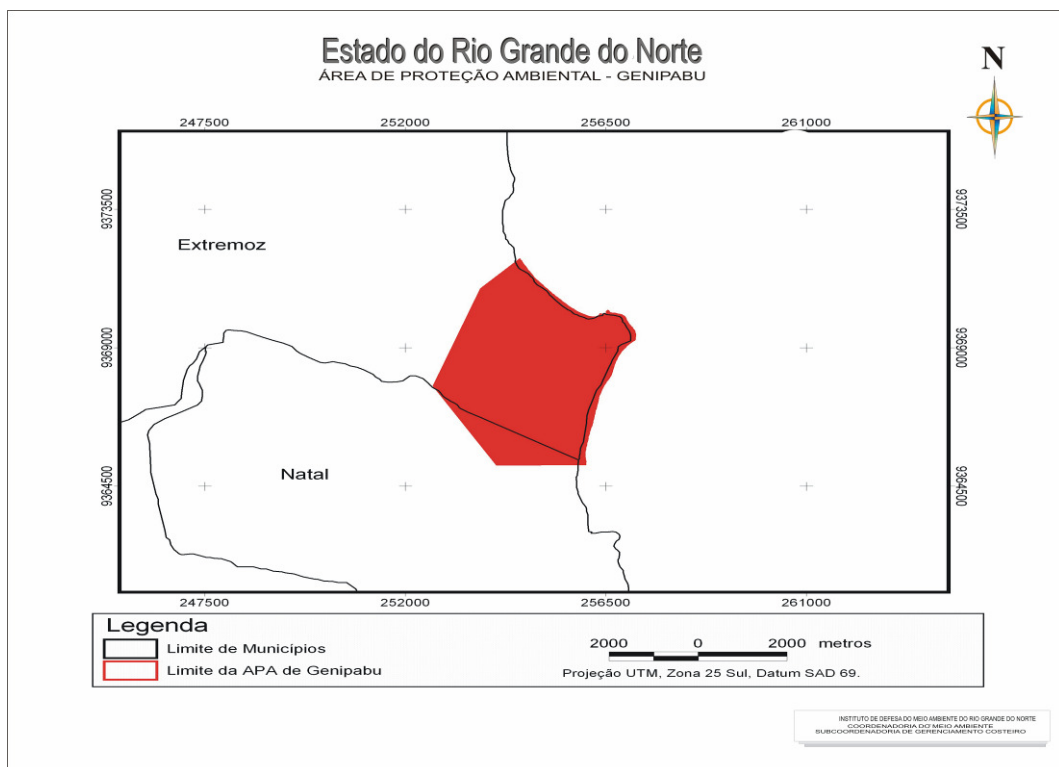 Estado do Rio Grande do Norte
ÁREA DE PROTEÇÃO AMBIENTAL - GENIPABU
N
247500 252000 256500 261000
9373500 9373500
Extremoz
9369000 9369000
Natal
9364500 9364500
247500 252000 256500 261000
Legenda
Limite de Municípios
Limite da APA de Genipabu
2000 0 2000 metros
Projeção UTM, Zona 25 Sul, Datum SAD 69.
INSTITUTO DE DEFESA DO MEIO AMBIENTE DO RIO GRANDE DO NORTE
COORDENADORIA DO MEIO AMBIENTE
SUBCOORDENADORIA DE GERENCIAMENTO COSTEIRO